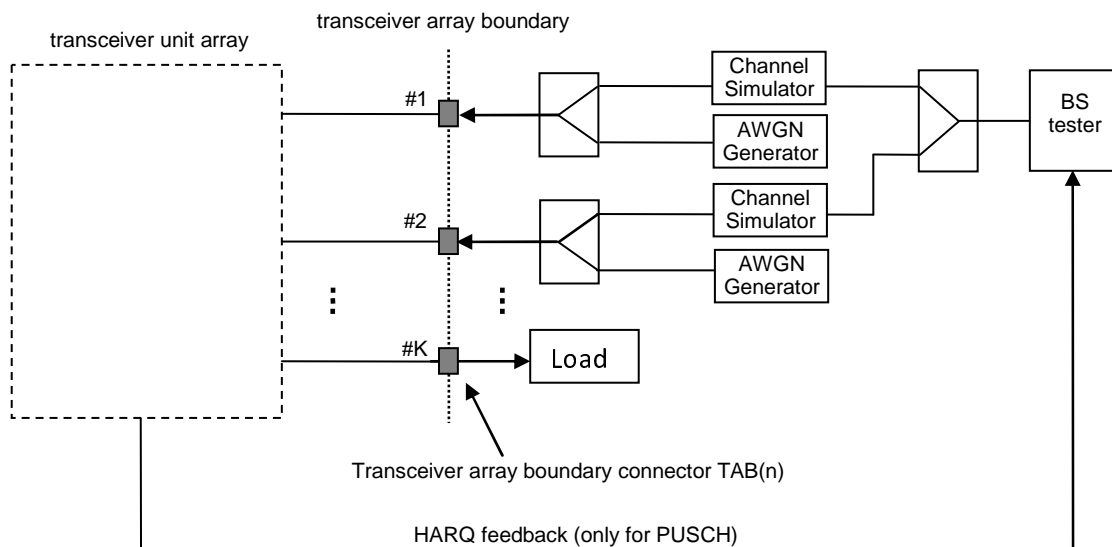 transceiver array boundary
transceiver unit array
#1
Channel
Simulator
AWGN
Generator
BS
tester
#2
Channel
Simulator
AWGN
Generator
#K
Load
Transceiver array boundary connector TAB(n)
HARQ feedback (only for PUSCH)